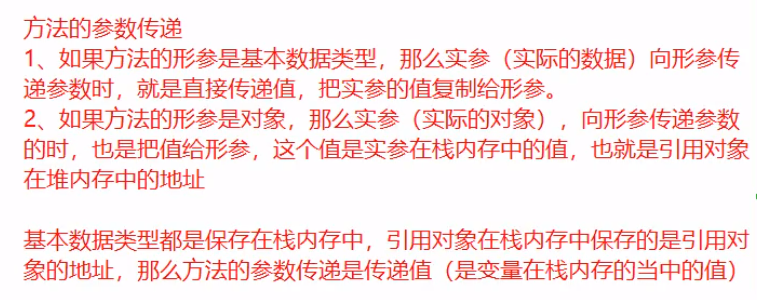 方法的参数传递
1、如果方法的形参是基本数据类型，那么实参（实际的数据）向形参传
递参数时，就是直接传递值，把实参的值复制给形参。
2、如果方法的形参是对象，那么实参（实际的对象），向形参传递参数
的时，也是把值给形参，这个值是实参在栈内存中的值，也就是引用对象
在堆内存中的地址
基本数据类型都是保存在栈内存中，引用对象在栈内存中保存的是引用对
象的地址，那么方法的参数传递是传递值（是变量在栈内存的当中的值）